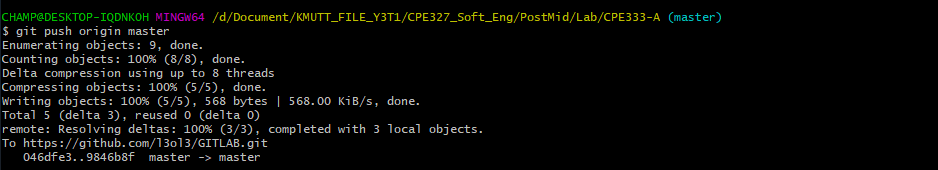 CHAMP@DESKTOP-IQDNKOH MINGW64 /d/Document/KMUTT_FILE_Y3T1/CPE327_Soft_Eng/PostMid/Lab/CPE333-A (master)
$ git push origin master
Enumerating objects: 9, done.
Counting objects: 100% (8/8), done.
Delta compression using up to 8 threads
Compressing objects: 100% (5/5), done.
Writing objects: 100% (5/5), 568 bytes | 568.00 KiB/s, done.
Total 5 (delta 3), reused 0 (delta 0)
remote: Resolving deltas: 100% (3/3), completed with 3 local objects.
To https://github.com/l3ol3/GITLAB.git
   046dfe3..9846b8f  master -> master